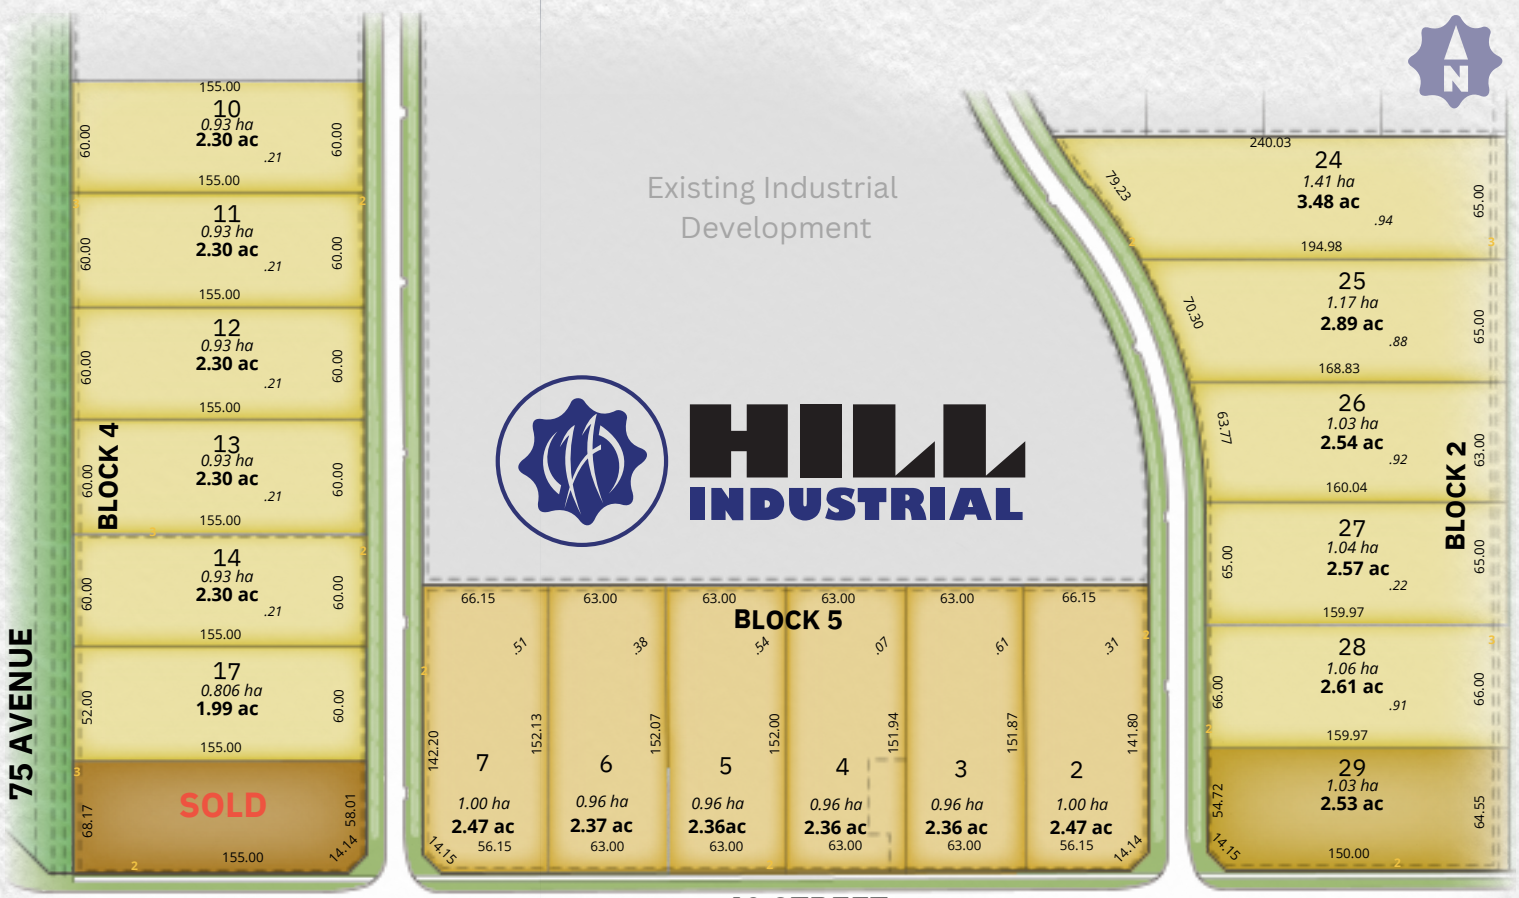 N
155.00
10
0.93 ha
2.30 ac
.21
60.00
60.00
155.00
2
11
0.93 ha
2.30 ac
.21
60.00
60.00
155.00
12
0.93 ha
2.30 ac
.21
60.00
60.00
155.00
BLOCK 4
13
0.93 ha
2.30 ac
.21
60.00
60.00
155.00
3
2
14
0.93 ha
2.30 ac
.21
60.00
60.00
155.00
17
0.806 ha
1.99 ac
52.00
60.00
155.00
3
SOLD
68.17
58.01
155.00
14.14
2
75 AVENUE
Existing Industrial
Development
HILL
INDUSTRIAL
BLOCK 5
66.15
.51
2
142.20
152.13
7
1.00 ha
2.47 ac
56.15
14.15
63.00
.38
152.07
6
0.96 ha
2.37 ac
63.00
63.00
.54
152.00
5
0.96 ha
2.36ac
63.00
2
63.00
.07
151.94
4
0.96 ha
2.36 ac
63.00
63.00
.61
151.87
3
0.96 ha
2.36 ac
63.00
66.15
.31
2
141.80
2
1.00 ha
2.47 ac
56.15
14.14
240.03
24
1.41 ha
3.48 ac
.94
79.23
65.00
194.98
3
25
1.17 ha
2.89 ac
.88
70.30
65.00
168.83
26
1.03 ha
2.54 ac
.92
63.77
63.00
160.04
BLOCK 2
27
1.04 ha
2.57 ac
.22
65.00
65.00
159.97
3
28
1.06 ha
2.61 ac
.91
66.00
66.00
159.97
2
29
1.03 ha
2.53 ac
54.72
64.55
14.15
150.00
2